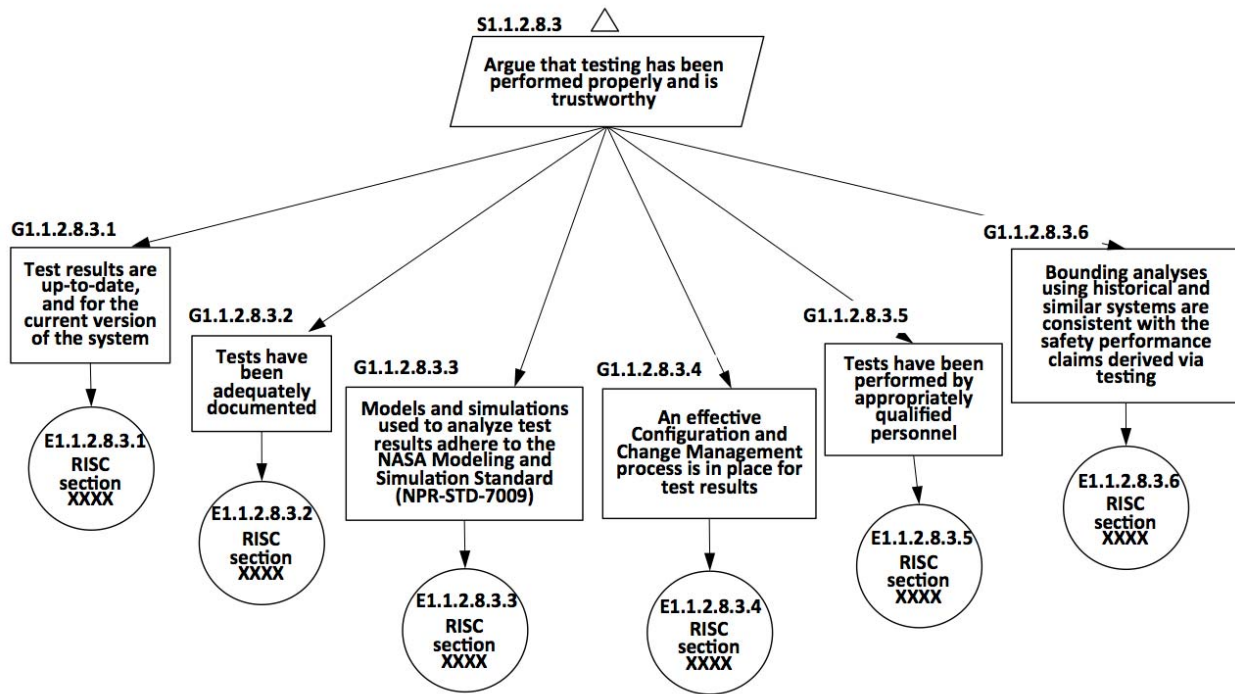 S1.1.2.8.3
Argue that testing has been
performed properly and is
trustworthy
G1.1.2.8.3.1
Test results are
up-to-date,
and for the
current version
of the system
E1.1.2.8.3.1
RISC
section
XXXX
G1.1.2.8.3.2
Tests have
been
adequately
documented
E1.1.2.8.3.2
RISC
section
XXXX
G1.1.2.8.3.3
Models and simulations
used to analyze test
results adhere to the
NASA Modeling and
Simulation Standard
(NPR-STD-7009)
E1.1.2.8.3.3
RISC
section
XXXX
G1.1.2.8.3.4
An effective
Configuration and
Change Management
process is in place for
test results
E1.1.2.8.3.4
RISC
section
XXXX
G1.1.2.8.3.5
Tests have been
performed by
appropriately
qualified
personnel
E1.1.2.8.3.5
RISC
section
XXXX
G1.1.2.8.3.6
Bounding analyses
using historical and
similar systems are
consistent with the
safety performance
claims derived via
testing
E1.1.2.8.3.6
RISC
section
XXXX